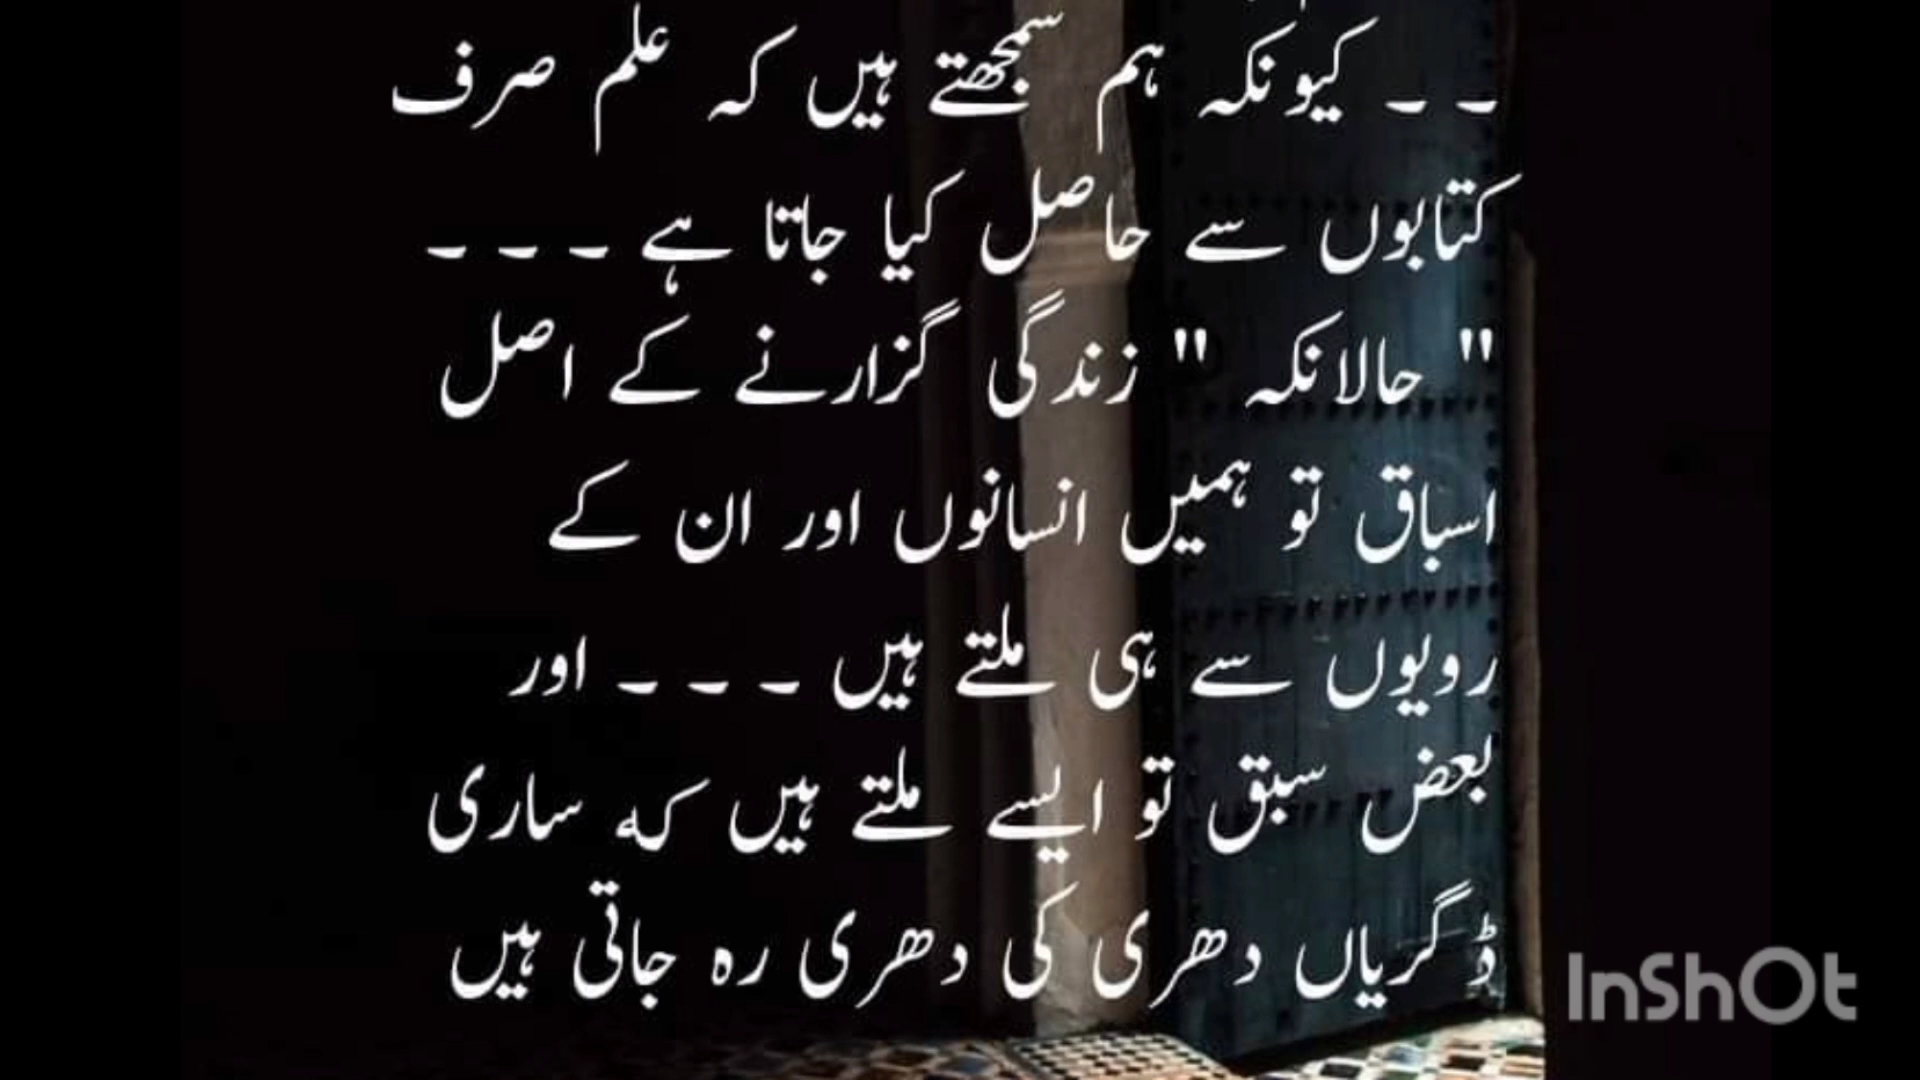 ۔ ۔ کیونکہ ہم سمجھتے ہیں کہ علم صرف
کتابوں سے حاصل کیا جاتا ہے ۔ ۔ ۔
" حالانکہ " زندگی گزارنے کے اصل
اسباق تو ہمیں انسانوں اور ان کے
رویوں سے ہی ملتے ہیں ۔ ۔ ۔ اور
بعض سبق تو ایسے ملتے ہیں که ساری
ڈگریاں دھری کی دھری رہ جاتی ہیں
InShOt